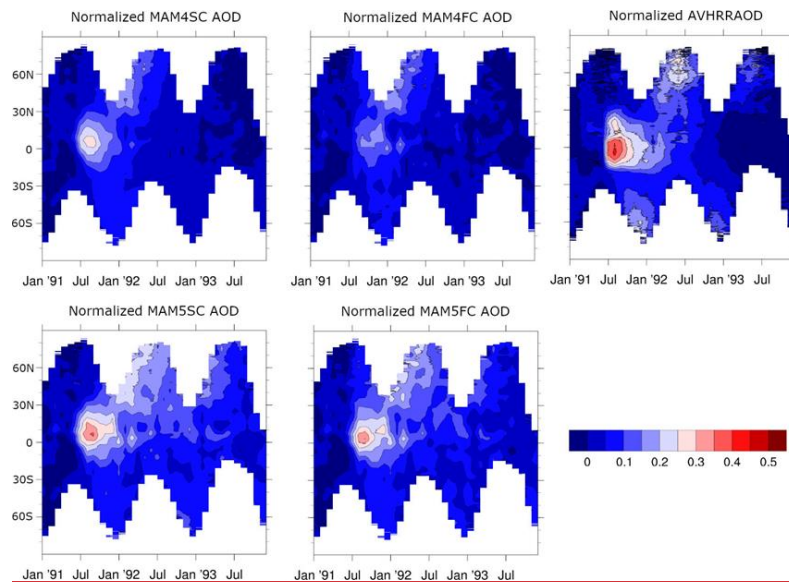 Normalized MAM4SC AOD
Normalized MAM4FC AOD
Normalized AVHRRAOD
60N
30N
0
30S
60S
Jan '91 Jul Jan '92 Jul Jan '93 Jul
Jan '91 Jul Jan '92 Jul Jan '93 Jul
Jan '91 Jul Jan '92 Jul Jan '93 Jul
Normalized MAM5SC AOD
Normalized MAM5FC AOD
60N
30N
0
30S
60S
Jan '91 Jul Jan '92 Jul Jan '93 Jul
Jan '91 Jul Jan '92 Jul Jan '93 Jul
0 0.1 0.2 0.3 0.4 0.5